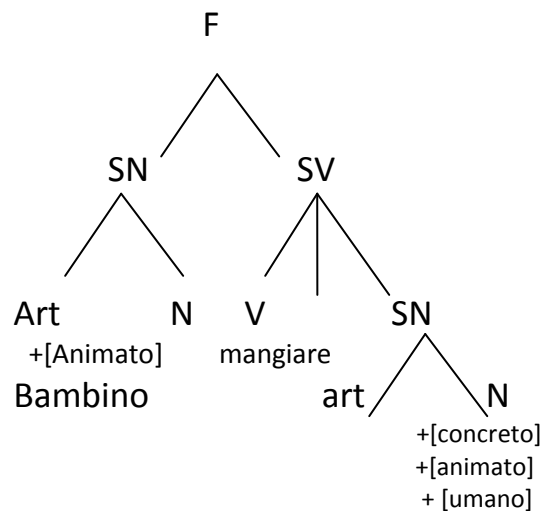 F
SN SV
Art N V SN
+[Animato] mangiare
Bambino art N
+[concreto]
+[animato]
+ [umano]